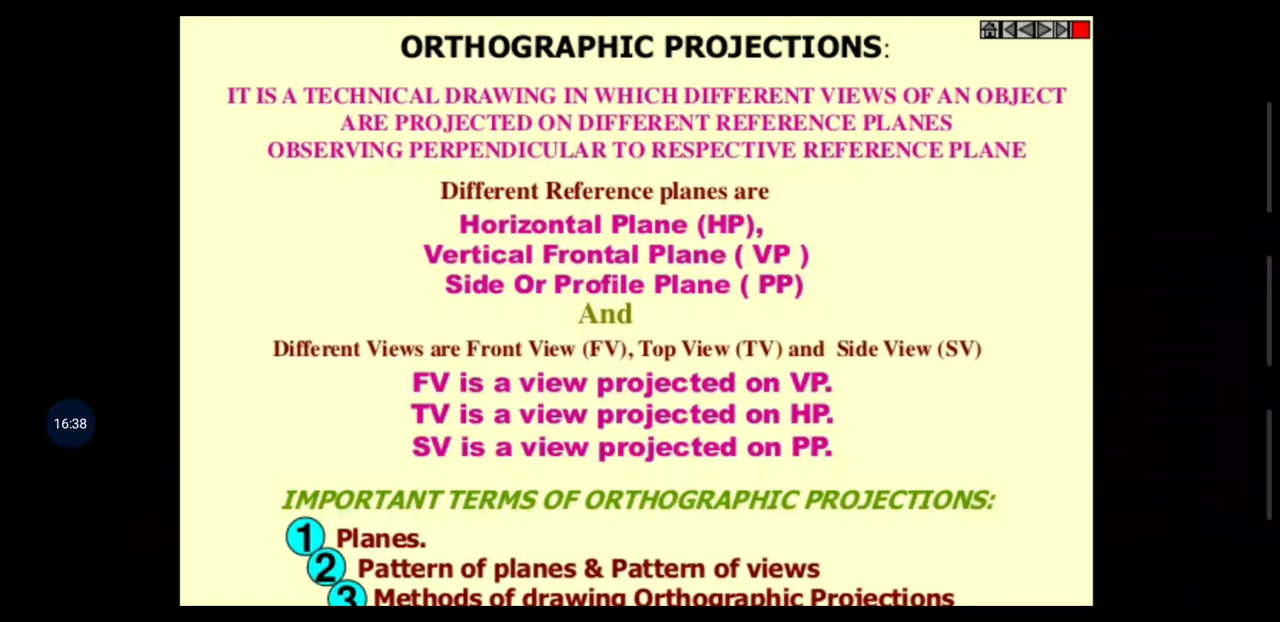 ORTHOGRAPHIC PROJECTIONS:
IT IS A TECHNICAL DRAWING IN WHICH DIFFERENT VIEWS OF AN OBJECT
ARE PROJECTED ON DIFFERENT REFERENCE PLANES
OBSERVING PERPENDICULAR TO RESPECTIVE REFERENCE PLANE
Different Reference planes are
Horizontal Plane (HP),
Vertical Frontal Plane ( VP )
Side Or Profile Plane ( PP)
And
Different Views are Front View (FV), Top View (TV) and Side View (SV)
FV is a view projected on VP.
TV is a view projected on HP.
SV is a view projected on PP.
16:38
IMPORTANT TERMS OF ORTHOGRAPHIC PROJECTIONS:
1 Planes.
2 Pattern of planes & Pattern of views
3 Methods of drawing Orthographic Projections